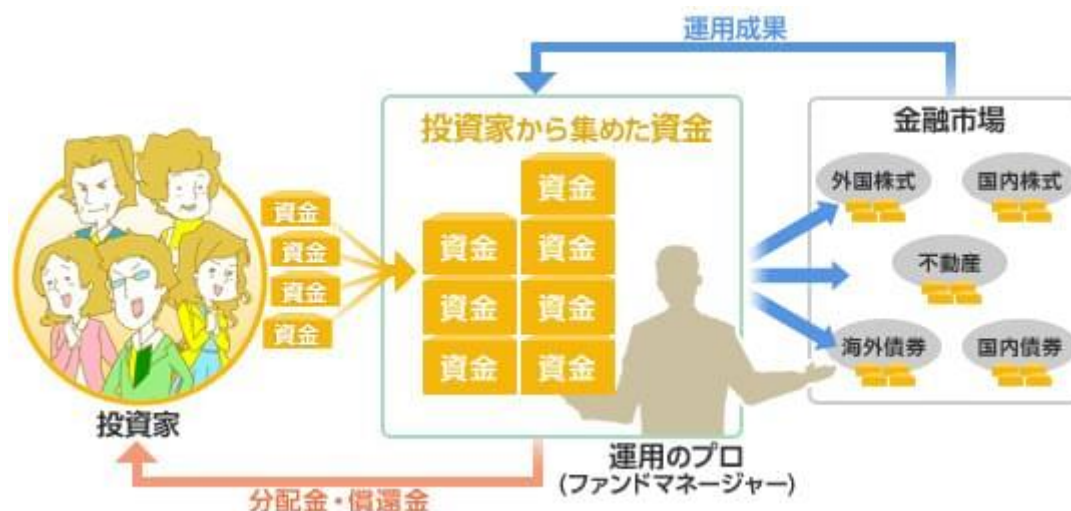 運用成果
投資家から集めた資金
金融市場
資金
外国株式
国内株式
資金
資金
資金
資金
不動産
資金
資金
資金
資金
資金
資金
海外債券
国内債券
投資家
運用のプロ
(ファンドマネージャー)
分配金・償還金